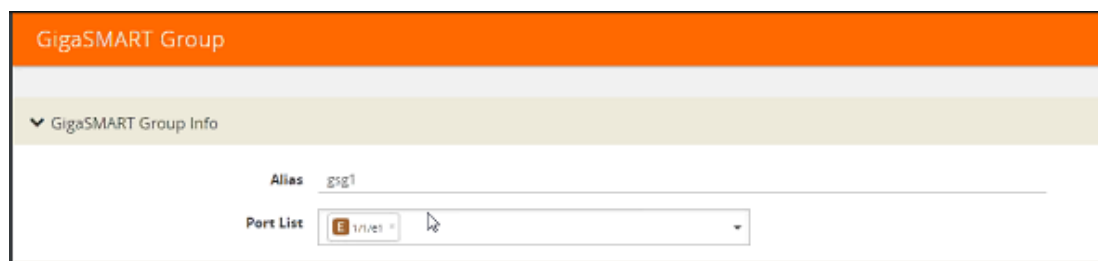 GigaSMART Group
GigaSMART Group Info
Alias gsg1
Port List E 1/1/e1 ×